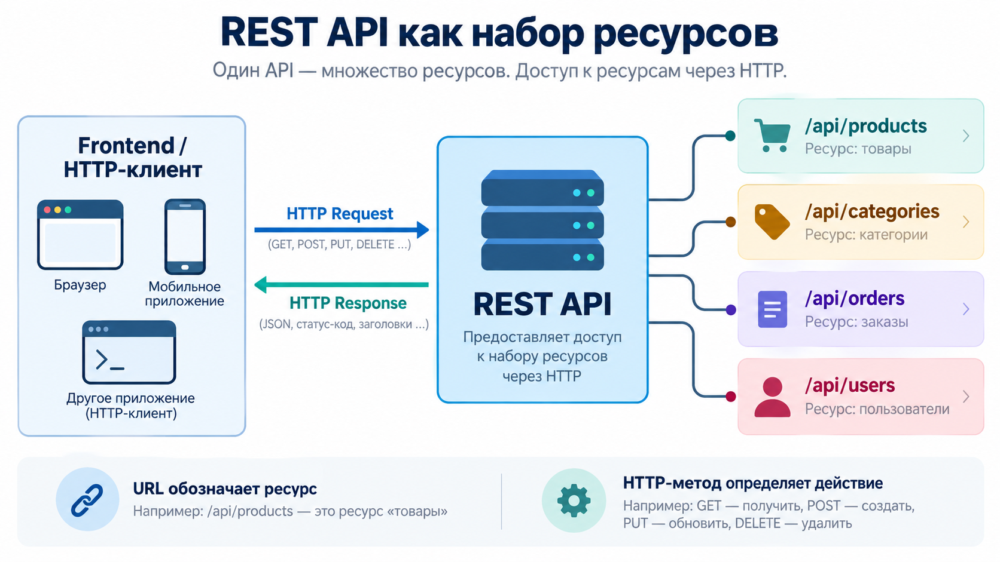 REST API как набор ресурсов
Один API — множество ресурсов. Доступ к ресурсам через HTTP.
Frontend /
HTTP-клиент
Браузер
Мобильное
приложение
>_
Другое приложение
(HTTP-клиент)
HTTP Request
(GET, POST, PUT, DELETE ...)
HTTP Response
(JSON, статус-код, заголовки ...)
REST API
Предоставляет доступ
к набору ресурсов
через HTTP
/api/products
Ресурс: товары
/api/categories
Ресурс: категории
/api/orders
Ресурс: заказы
/api/users
Ресурс: пользователи
URL обозначает ресурс
Например: /api/products — это ресурс «товары»
HTTP-метод определяет действие
Например: GET — получить, POST — создать,
PUT — обновить, DELETE — удалить